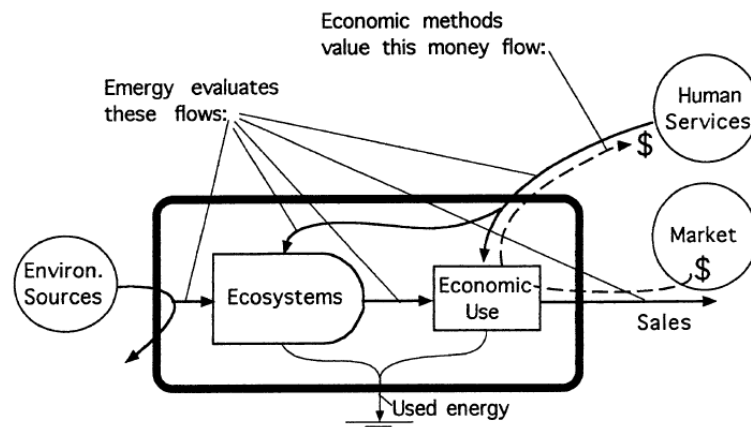 Economic methods
value this money flow:
Emergy evaluates
these flows:
Human
Services
$
Market
$
Environ.
Sources
Ecosystems
Economic
Use
Sales
Used energy